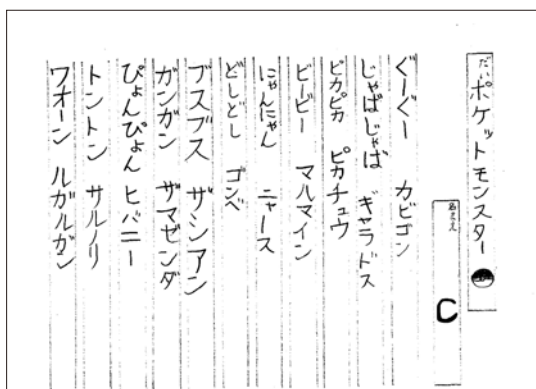 だい ポケットモンスター
名まえ C
ぐーぐー カビゴン
じゃばじゃば ギャラドス
ピカピカ ピカチュウ
ビービー マルマイン
にゃんにゃん ニャース
どしどし ゴンベ
ブスブス ザシアン
ガンガン ザマゼンダ
ぴょんぴょん ヒバニー
トントン サルノリ
ワオーン ルガルガン